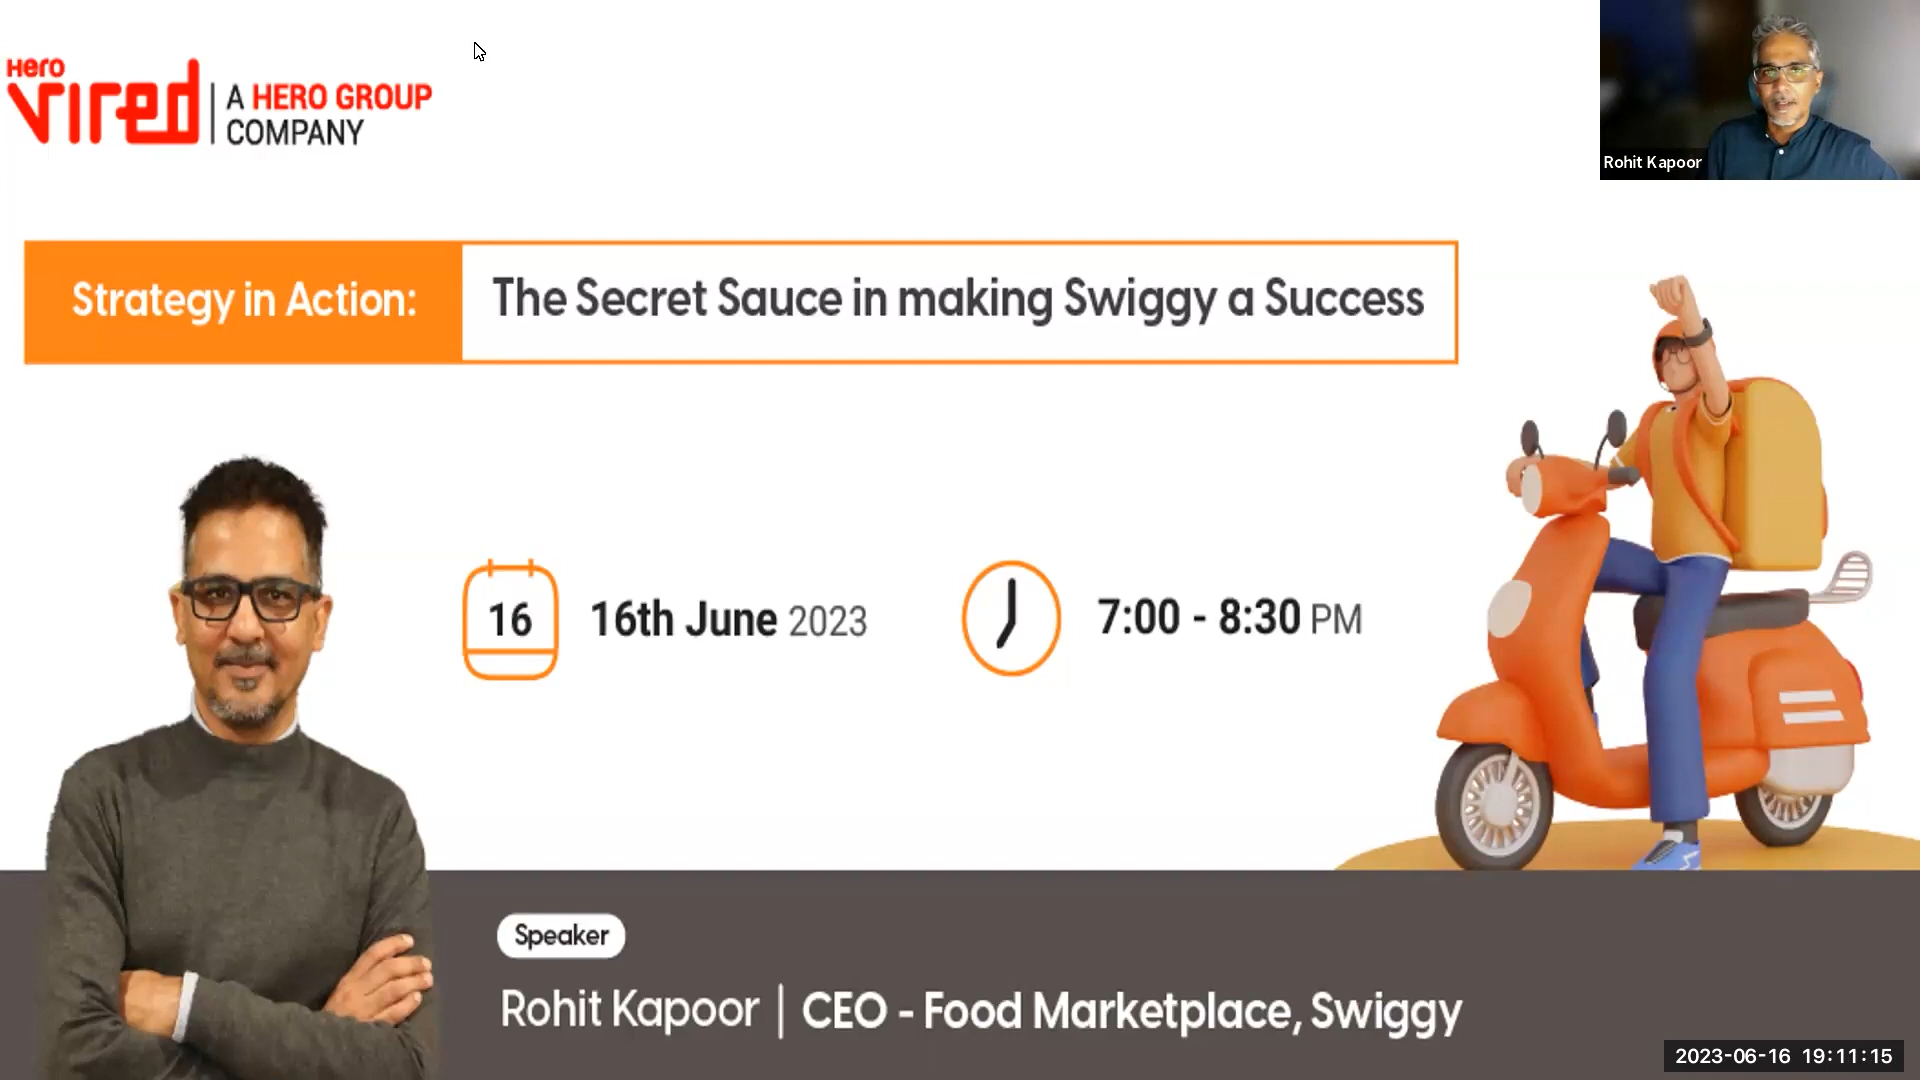 Hero
vired
A HERO GROUP
COMPANY
Rohit Kapoor
Strategy in Action:
The Secret Sauce in making Swiggy a Success
16
16th June 2023
7:00 - 8:30 PM
Speaker
Rohit Kapoor | CEO - Food Marketplace, Swiggy
2023-06-16 19:11:15